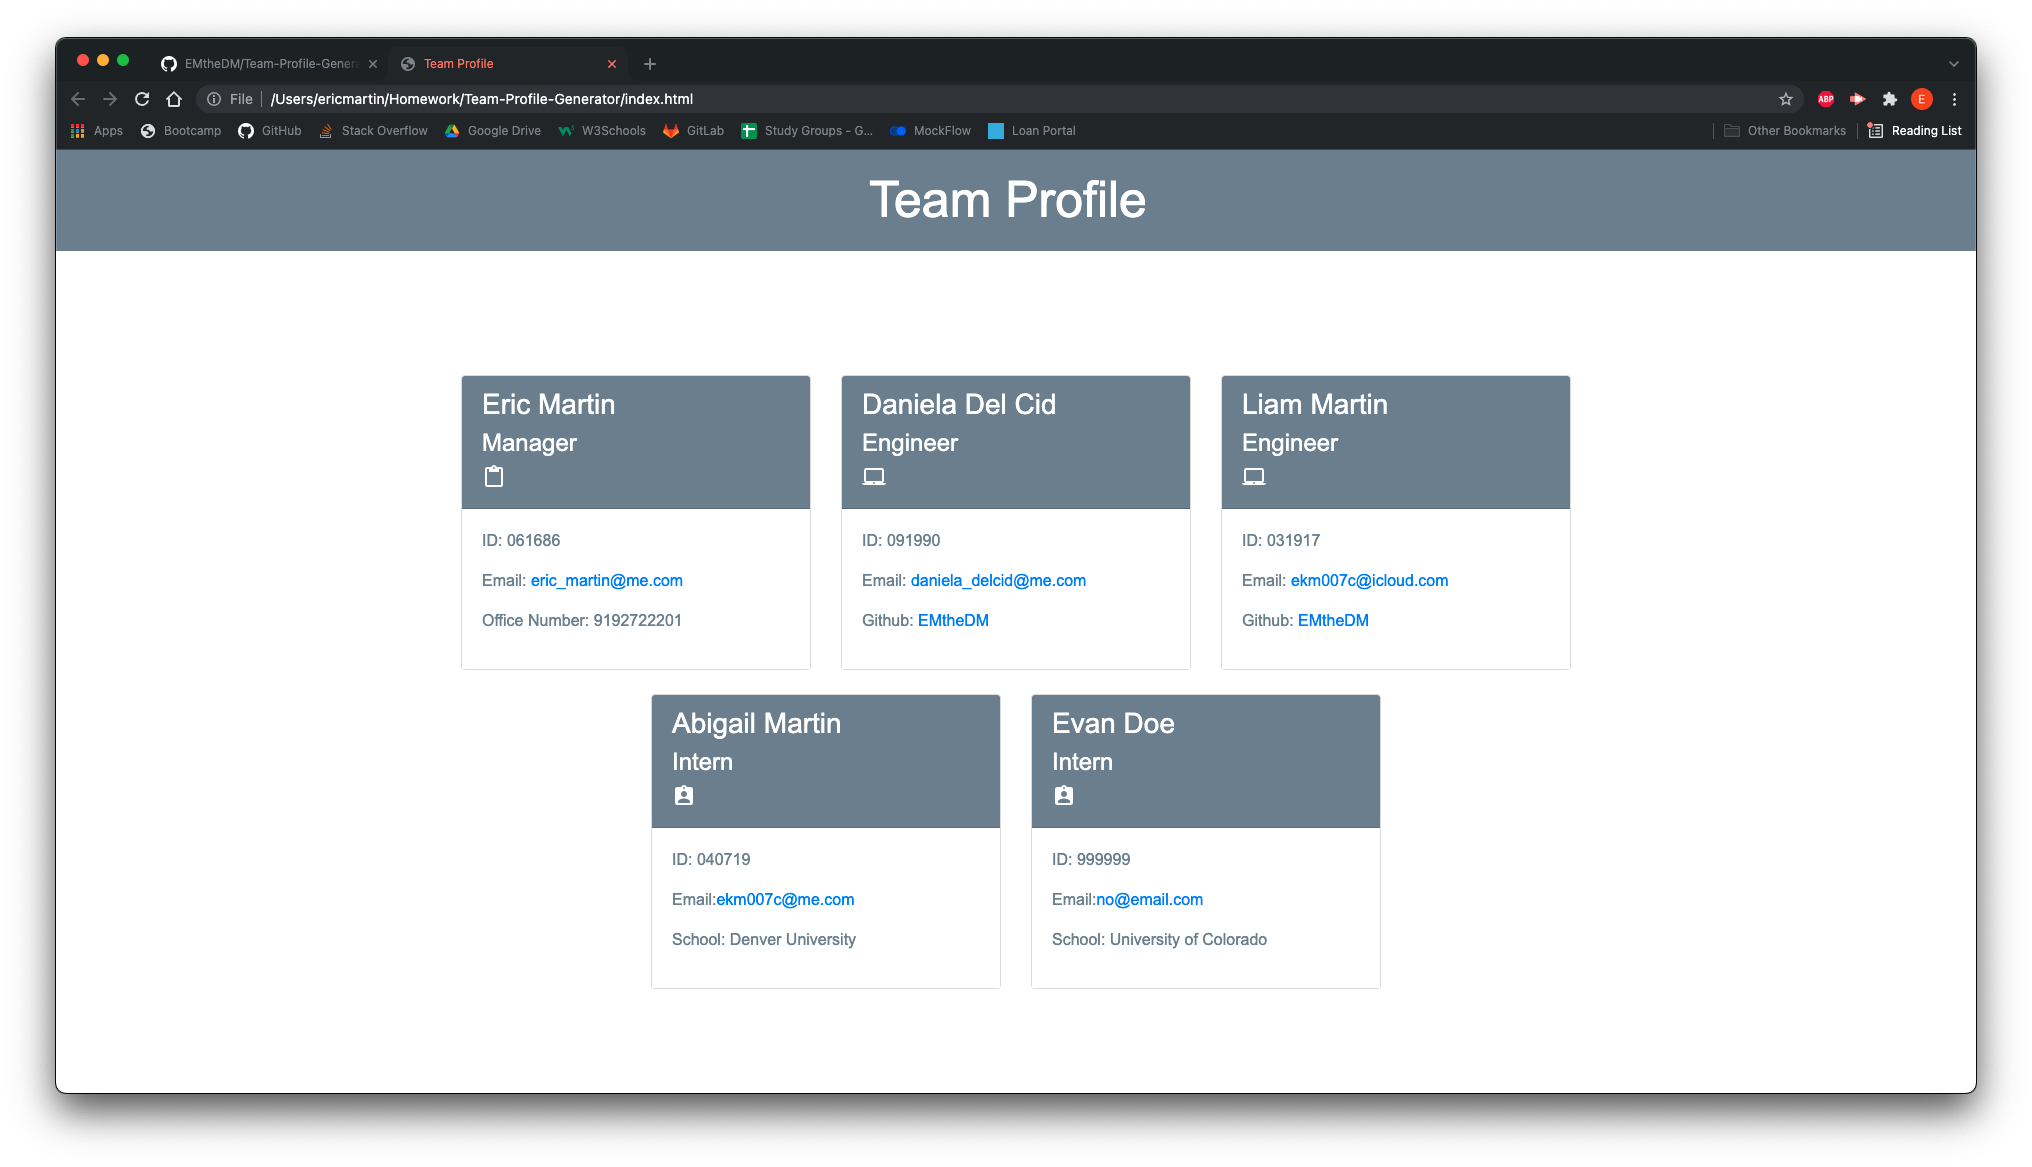 EMtheDM/Team-Profile-Genera
Team Profile
File /Users/ericmartin/Homework/Team-Profile-Generator/index.html
ABP
E
Apps Bootcamp GitHub Stack Overflow Google Drive W3Schools GitLab Study Groups - G... MockFlow Loan Portal Other Bookmarks Reading List
Team Profile
Eric Martin
Manager
ID: 061686
Email: eric_martin@me.com
Office Number: 9192722201
Daniela Del Cid
Engineer
ID: 091990
Email: daniela_delcid@me.com
Github: EMtheDM
Liam Martin
Engineer
ID: 031917
Email: ekm007c@icloud.com
Github: EMtheDM
Abigail Martin
Intern
ID: 040719
Email:ekm007c@me.com
School: Denver University
Evan Doe
Intern
ID: 999999
Email:no@email.com
School: University of Colorado